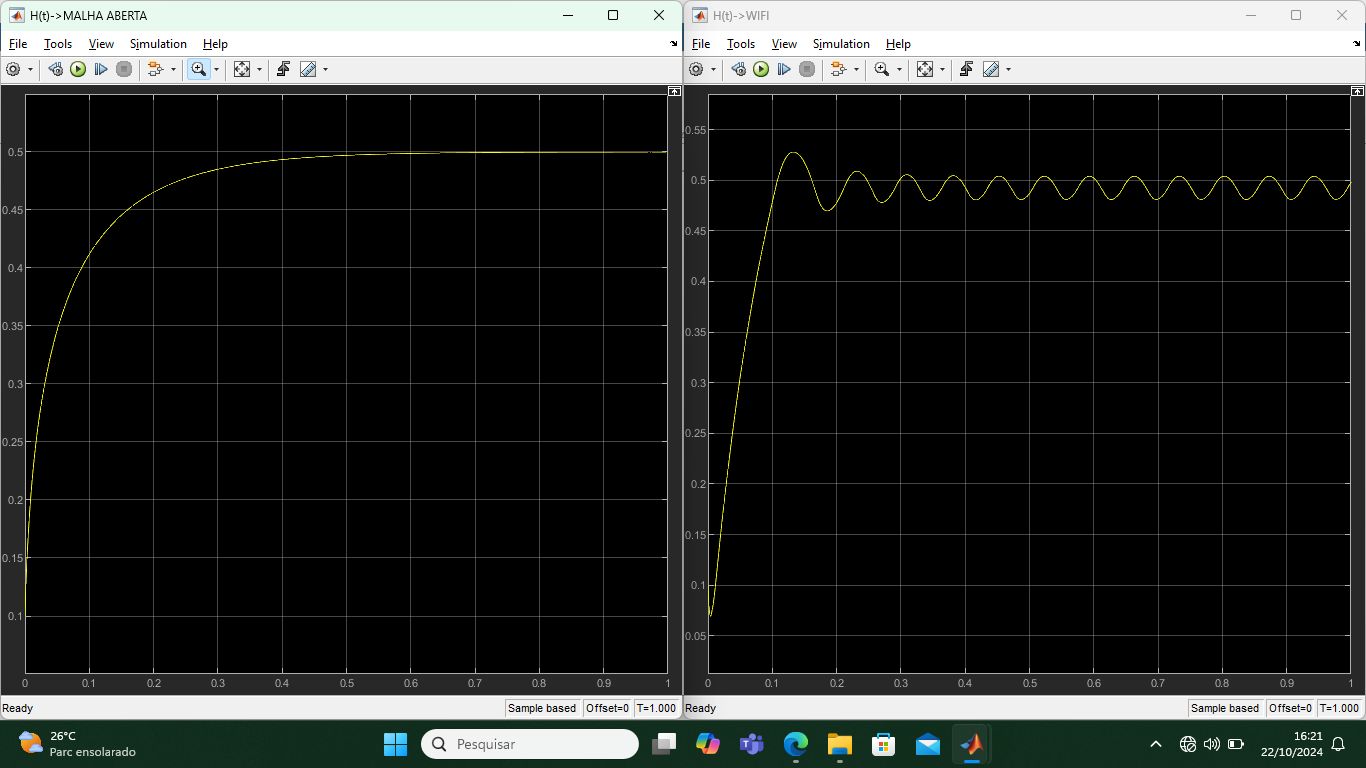 H(t)->MALHA ABERTA
File Tools View Simulation Help
0.5
0.45
0.4
0.35
0.3
0.25
0.2
0.15
0.1
0 0.1 0.2 0.3 0.4 0.5 0.6 0.7 0.8 0.9 1
Ready Sample based Offset=0 T=1.000
H(t)->WIFI
File Tools View Simulation Help
0.55
0.5
0.45
0.4
0.35
0.3
0.25
0.2
0.15
0.1
0.05
0 0.1 0.2 0.3 0.4 0.5 0.6 0.7 0.8 0.9 1
Ready Sample based Offset=0 T=1.000
26°C
Parc ensolarado
Pesquisar
16:21
22/10/2024